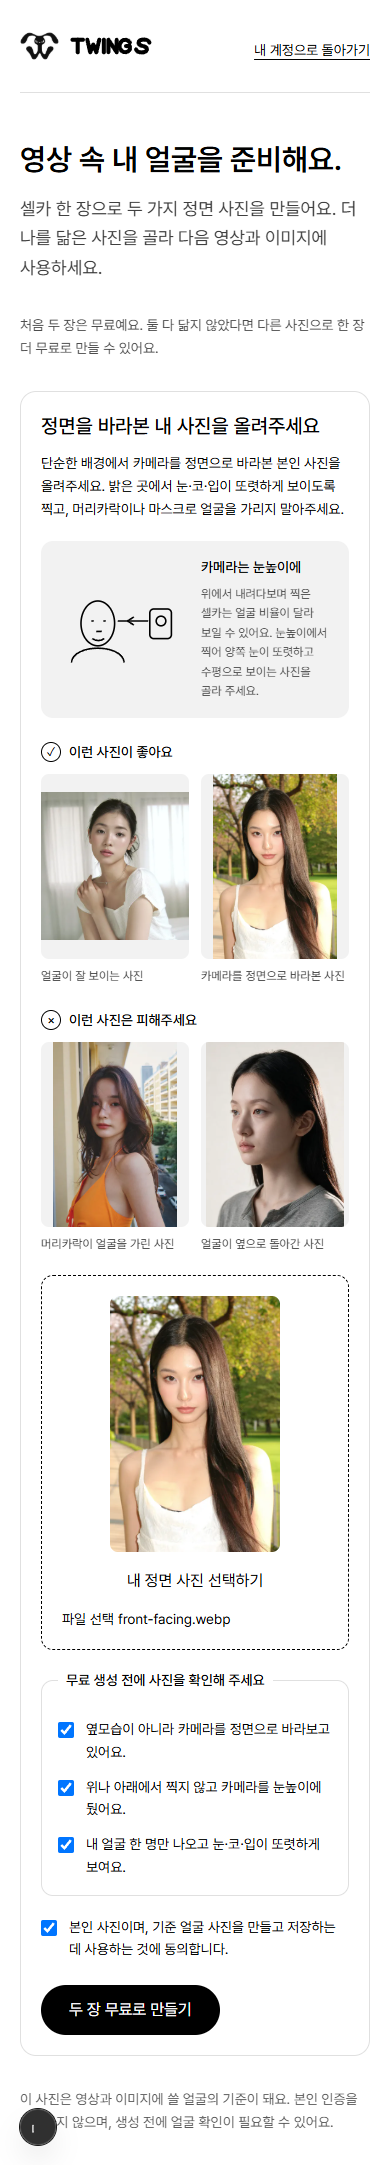 TWINGS
내 계정으로 돌아가기
영상 속 내 얼굴을 준비해요.
셀카 한 장으로 두 가지 정면 사진을 만들어요. 더
나를 닮은 사진을 골라 다음 영상과 이미지에
사용하세요.
처음 두 장은 무료예요. 둘 다 닮지 않았다면 다른 사진으로 한 장
더 무료로 만들 수 있어요.
정면을 바라본 내 사진을 올려주세요
단순한 배경에서 카메라를 정면으로 바라본 본인 사진을
올려주세요. 밝은 곳에서 눈·코·입이 또렷하게 보이도록
찍고, 머리카락이나 마스크로 얼굴을 가리지 말아주세요.
카메라는 눈높이에
위에서 내려다보며 찍은
셀카는 얼굴 비율이 달라
보일 수 있어요. 눈높이에서
찍어 양쪽 눈이 또렷하고
수평으로 보이는 사진을
골라 주세요.
이런 사진이 좋아요
얼굴이 잘 보이는 사진
카메라를 정면으로 바라본 사진
이런 사진은 피해주세요
머리카락이 얼굴을 가린 사진
얼굴이 옆으로 돌아간 사진
내 정면 사진 선택하기
파일 선택 front-facing.webp
무료 생성 전에 사진을 확인해 주세요
옆모습이 아니라 카메라를 정면으로 바라보고
있어요.
위나 아래에서 찍지 않고 카메라를 눈높이에
뒀어요.
내 얼굴 한 명만 나오고 눈·코·입이 또렷하게
보여요.
본인 사진이며, 기준 얼굴 사진을 만들고 저장하는
데 사용하는 것에 동의합니다.
두 장 무료로 만들기
이 사진은 영상과 이미지에 쓸 얼굴의 기준이 돼요. 본인 인증을
지 않으며, 생성 전에 얼굴 확인이 필요할 수 있어요.